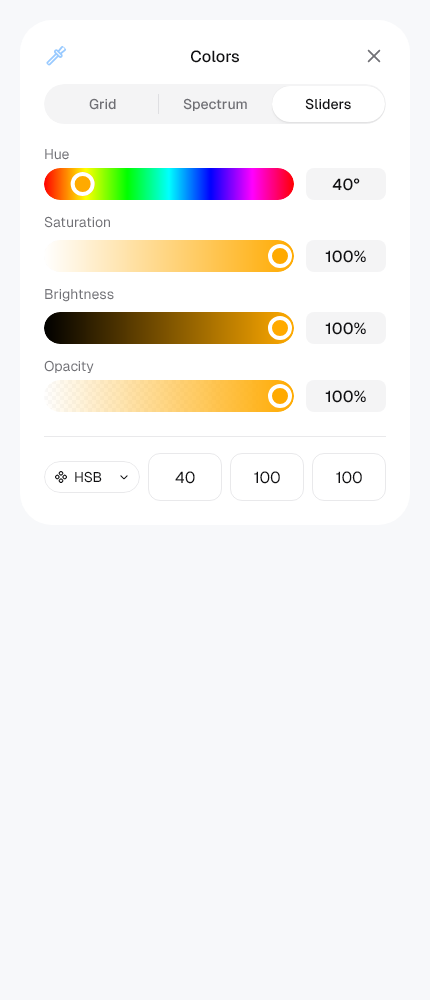 Colors
Grid Spectrum Sliders
Hue
40°
Saturation
100%
Brightness
100%
Opacity
100%
HSB 40 100 100